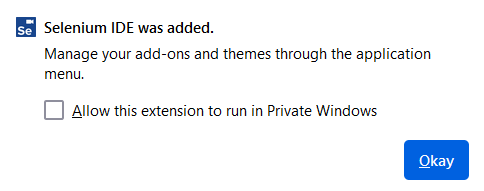 Se
Selenium IDE was added.
Manage your add-ons and themes through the application
menu.
Allow this extension to run in Private Windows
Okay